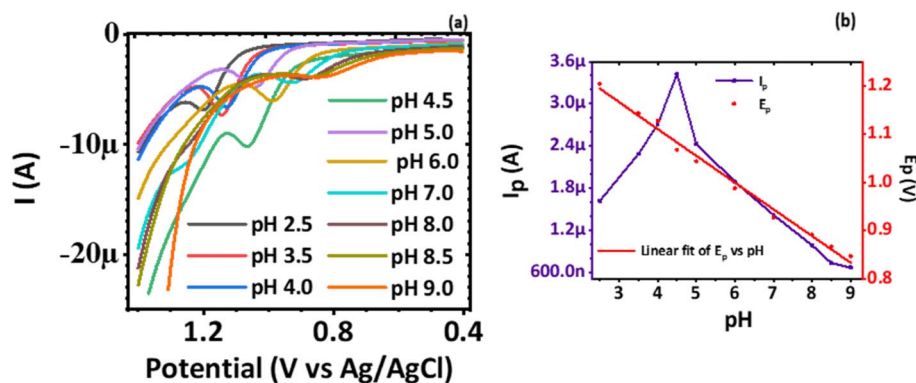 (a)
0
-10μ
-20μ
I (A)
pH 4.5
pH 5.0
pH 6.0
pH 7.0
pH 2.5
pH 8.0
pH 3.5
pH 8.5
pH 4.0
pH 9.0
1.2
0.8
0.4
Potential (V vs Ag/AgCl)
(b)
3.6μ
3.0μ
2.4μ
1.8μ
1.2μ
600.0n
Ip (A)
Ip
Ep
Linear fit of Ep vs pH
1.2
1.1
1.0
0.9
0.8
Ep (V)
3
4
5
6
7
8
9
pH